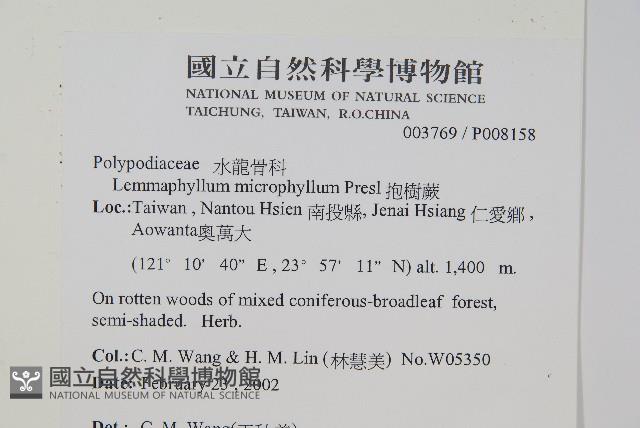 國立自然科學博物館
NATIONAL MUSEUM OF NATURAL SCIENCE
TAICHUNG, TAIWAN, R.O.CHINA
003769 / P008158
Polypodiaceae 水龍骨科
Lemmaphyllum microphyllum Presl 抱樹蕨
Loc.:Taiwan , Nantou Hsien 南投縣, Jenai Hsiang 仁愛鄉 ,
Aowanta奧萬大
(121° 10' 40" E , 23° 57' 11" N) alt. 1,400 m.
On rotten woods of mixed coniferous-broadleaf forest,
semi-shaded. Herb.
Col.: C. M. Wang & H. M. Lin (林慧美) No.W05350
Date: February 25 , 2002
國立自然科學博物館
NATIONAL MUSEUM OF NATURAL SCIENCE
Det.: C. M. Wang